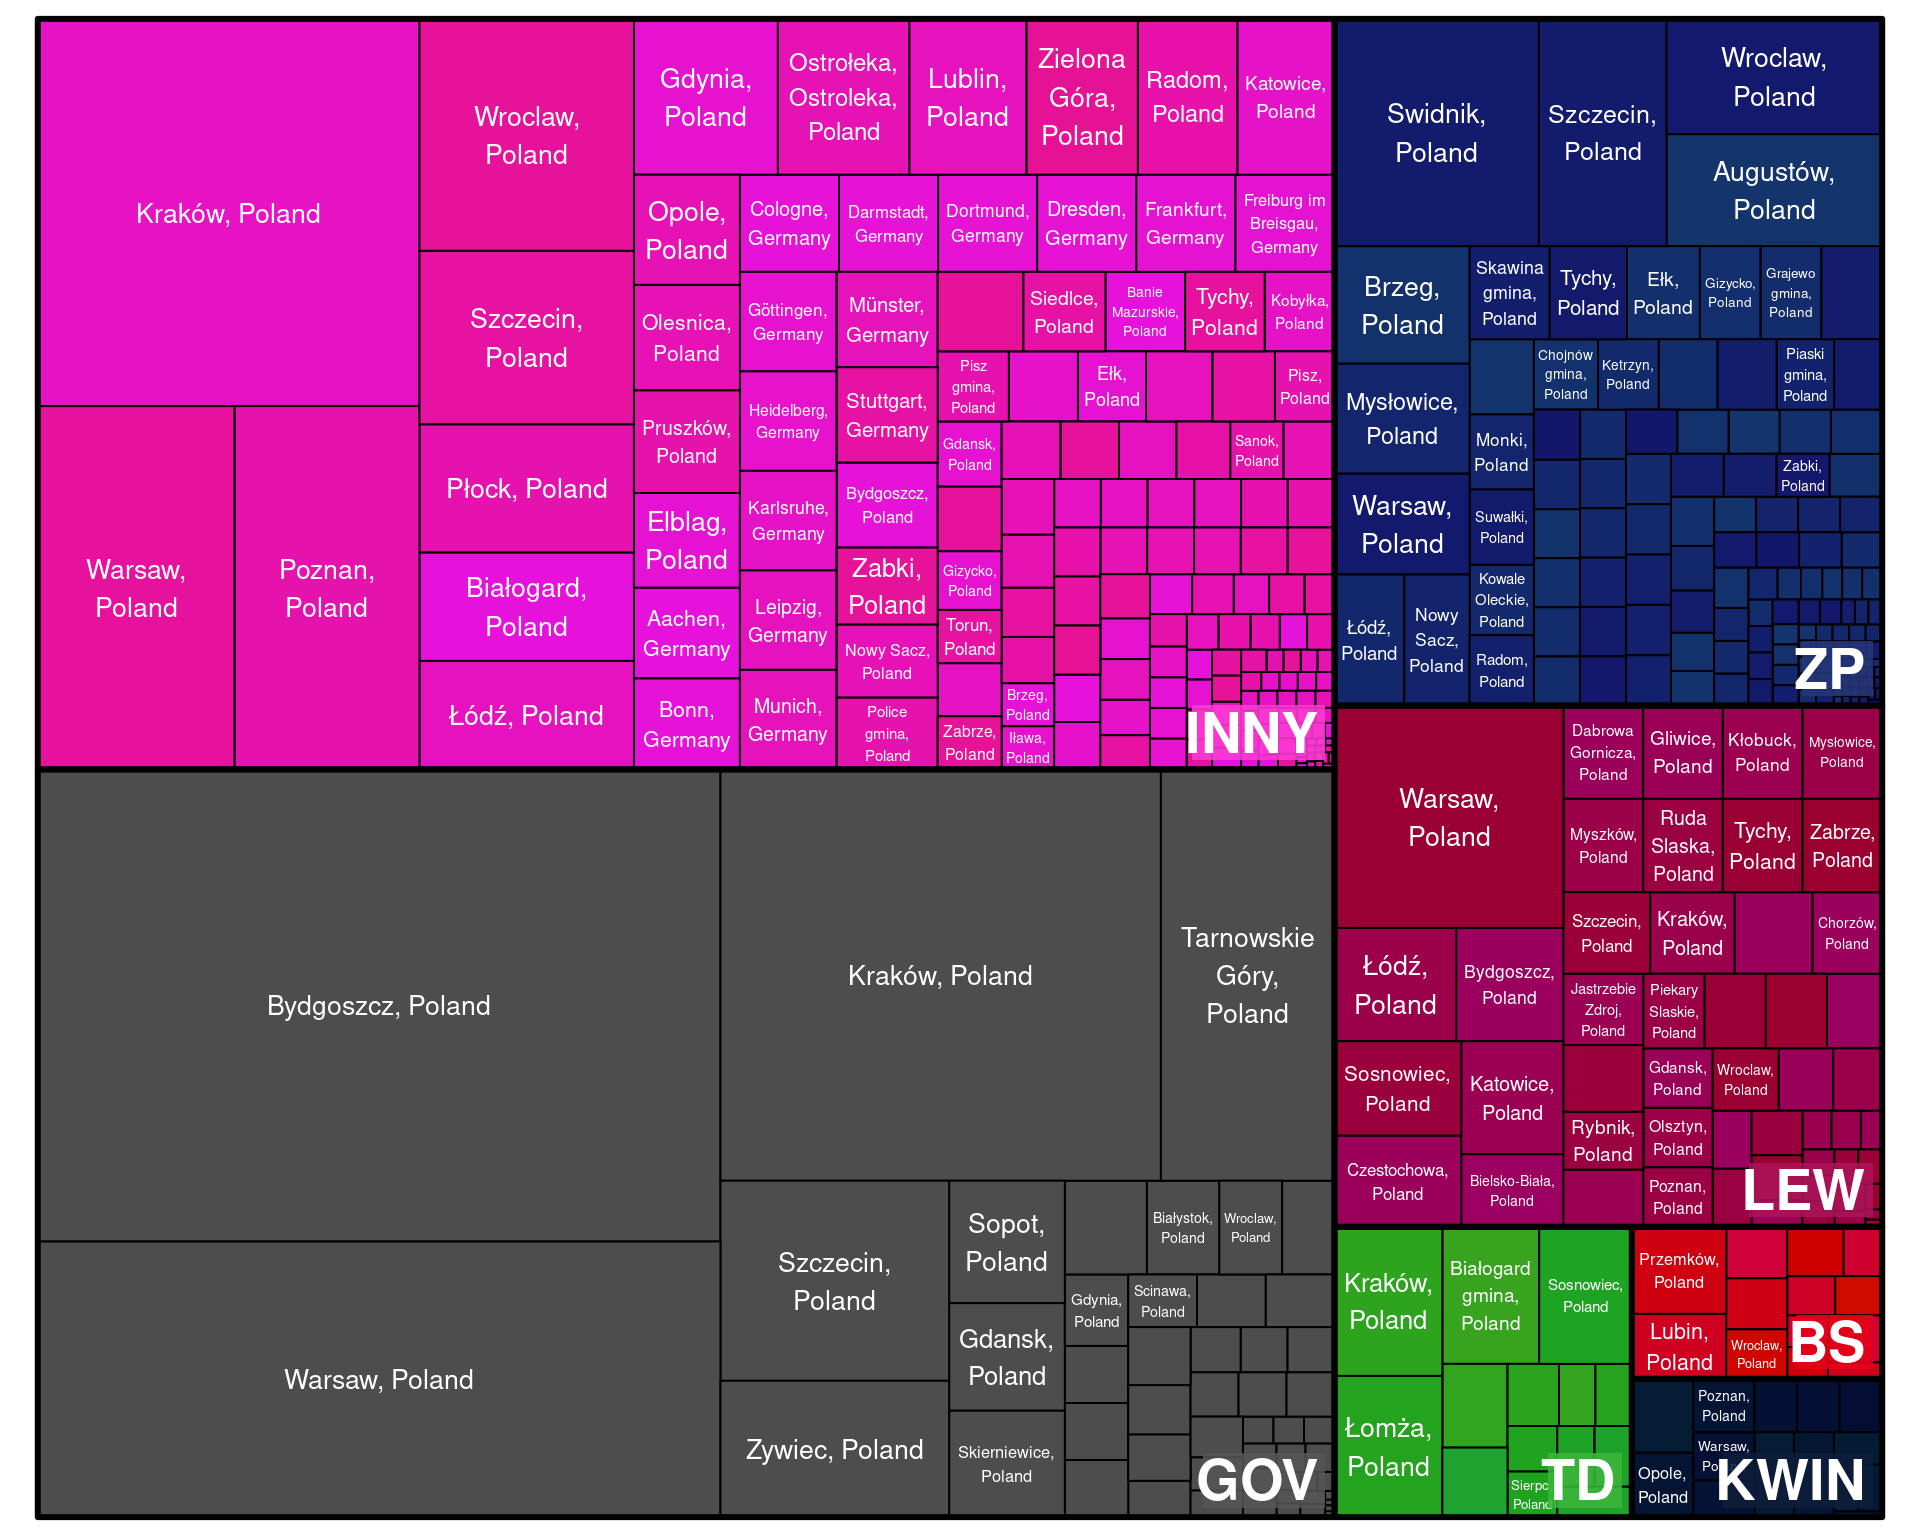 Kraków, Poland
Warsaw,
Poland
Poznan,
Poland
Wroclaw,
Poland
Szczecin,
Poland
Płock, Poland
Białogard,
Poland
Łódź, Poland
Gdynia,
Poland
Ostrołeka,
Ostroleka,
Poland
Lublin,
Poland
Zielona
Góra,
Poland
Radom,
Poland
Katowice,
Poland
Opole,
Poland
Olesnica,
Poland
Pruszków,
Poland
Elblag,
Poland
Aachen,
Germany
Bonn,
Germany
Cologne,
Germany
Darmstadt,
Germany
Dortmund,
Germany
Dresden,
Germany
Frankfurt,
Germany
Freiburg im
Breisgau,
Germany
Göttingen,
Germany
Heidelberg,
Germany
Karlsruhe,
Germany
Leipzig,
Germany
Munich,
Germany
Münster,
Germany
Stuttgart,
Germany
Bydgoszcz,
Poland
Zabki,
Poland
Nowy Sacz,
Poland
Police
gmina,
Poland
Siedlce,
Poland
Banie
Mazurskie,
Poland
Tychy,
Poland
Kobyłka,
Poland
Pisz
gmina,
Poland
Ełk,
Poland
Pisz,
Poland
Gdansk,
Poland
Sanok,
Poland
Gizycko,
Poland
Torun,
Poland
Zabrze,
Poland
Brzeg,
Poland
Iława,
Poland
INNY
Swidnik,
Poland
Szczecin,
Poland
Wroclaw,
Poland
Augustów,
Poland
Brzeg,
Poland
Mysłowice,
Poland
Warsaw,
Poland
Łódź,
Poland
Nowy
Sacz,
Poland
Skawina
gmina,
Poland
Tychy,
Poland
Ełk,
Poland
Gizycko,
Poland
Grajewo
gmina,
Poland
Chojnów
gmina,
Poland
Ketrzyn,
Poland
Piaski
gmina,
Poland
Monki,
Poland
Suwałki,
Poland
Kowale
Oleckie,
Poland
Radom,
Poland
Zabki,
Poland
ZP
Bydgoszcz, Poland
Warsaw, Poland
Kraków, Poland
Tarnowskie
Góry,
Poland
Szczecin,
Poland
Zywiec, Poland
Sopot,
Poland
Gdansk,
Poland
Skierniewice,
Poland
Białystok,
Poland
Wroclaw,
Poland
Gdynia,
Poland
Scinawa,
Poland
GOV
Warsaw,
Poland
Łódź,
Poland
Bydgoszcz,
Poland
Sosnowiec,
Poland
Czestochowa,
Poland
Katowice,
Poland
Bielsko-Biała,
Poland
Dabrowa
Gornicza,
Poland
Gliwice,
Poland
Kłobuck,
Poland
Mysłowice,
Poland
Myszków,
Poland
Ruda
Slaska,
Poland
Tychy,
Poland
Zabrze,
Poland
Szczecin,
Poland
Kraków,
Poland
Chorzów,
Poland
Jastrzebie
Zdroj,
Poland
Piekary
Slaskie,
Poland
Rybnik,
Poland
Gdansk,
Poland
Wroclaw,
Poland
Olsztyn,
Poland
Poznan,
Poland
LEW
Kraków,
Poland
Łomża,
Poland
Białogard
gmina,
Poland
Sosnowiec,
Poland
Sierpc
Poland
TD
Przemków,
Poland
Lubin,
Poland
Wroclaw,
Poland
BS
Poznan,
Poland
Warsaw,
Opole,
Poland
KWIN